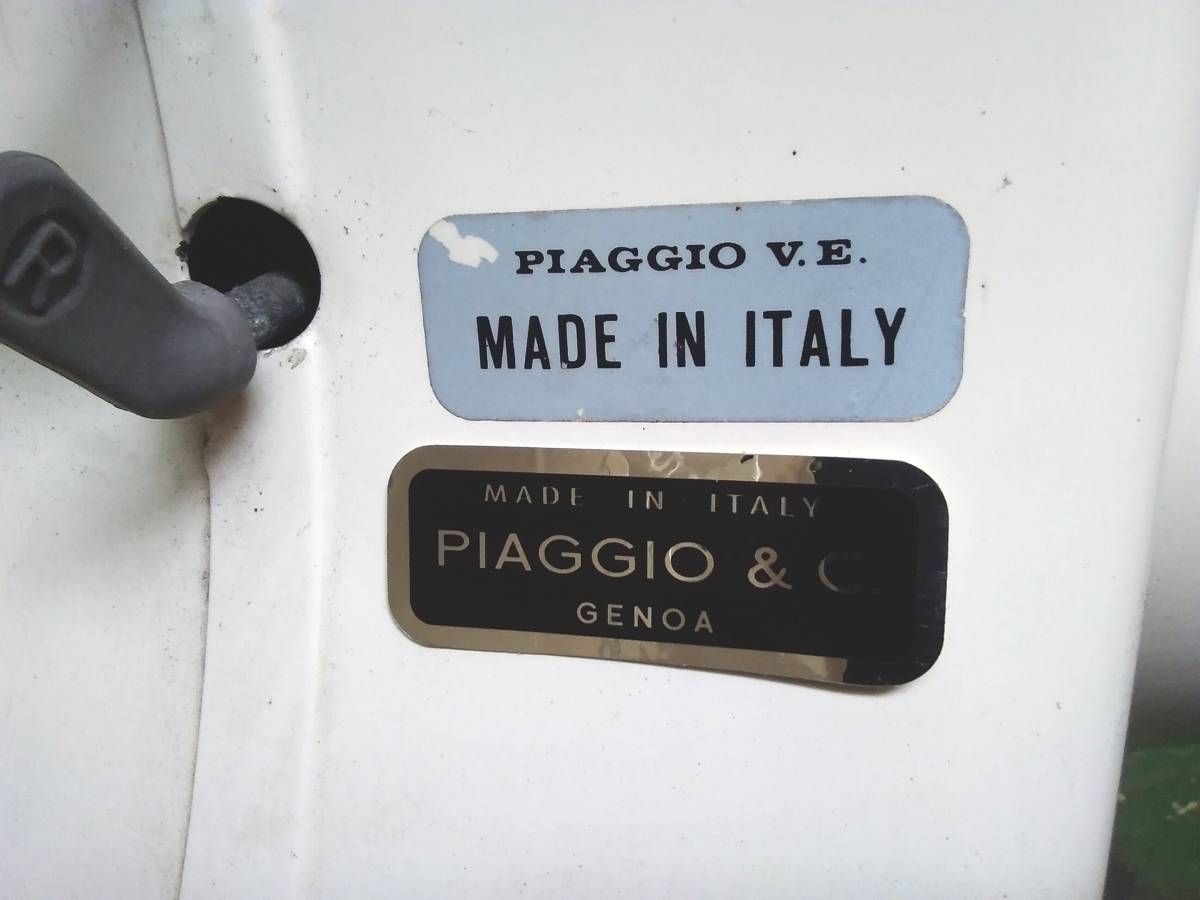 R
PIAGGIO V.E.
MADE IN ITALY
MADE IN ITALY
PIAGGIO & C
GENOA